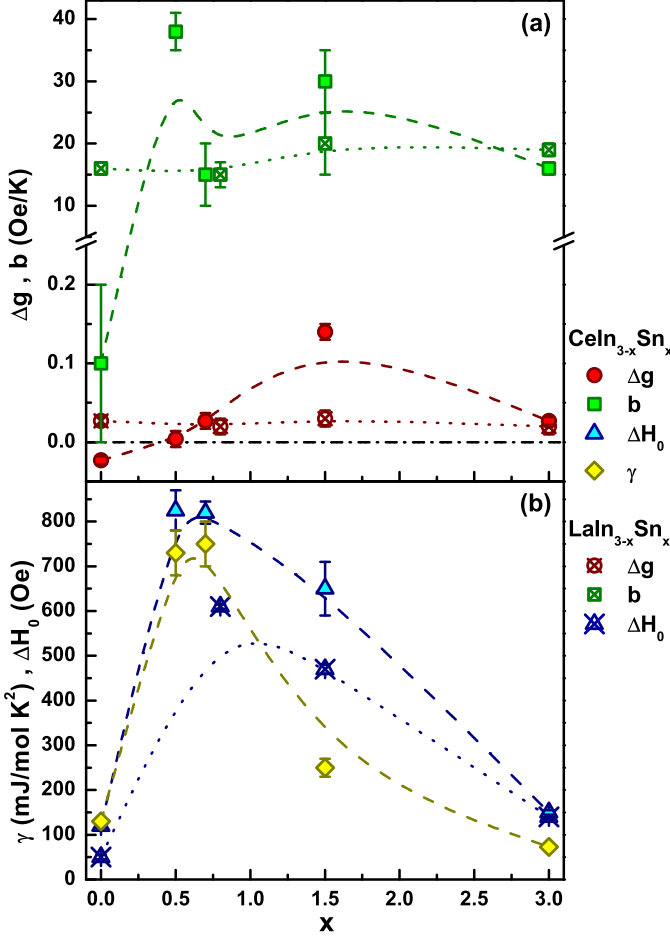 (a)
40
30
20
10
0.2
0.1
0.0
Δg , b (Oe/K)
CeIn3-xSnx
Δg
b
ΔH0
γ
LaIn3-xSnx
Δg
b
ΔH0
(b)
800
700
600
500
400
300
200
100
0
γ (mJ/mol K2) , ΔH0 (Oe)
0.0 0.5 1.0 1.5 2.0 2.5 3.0
x